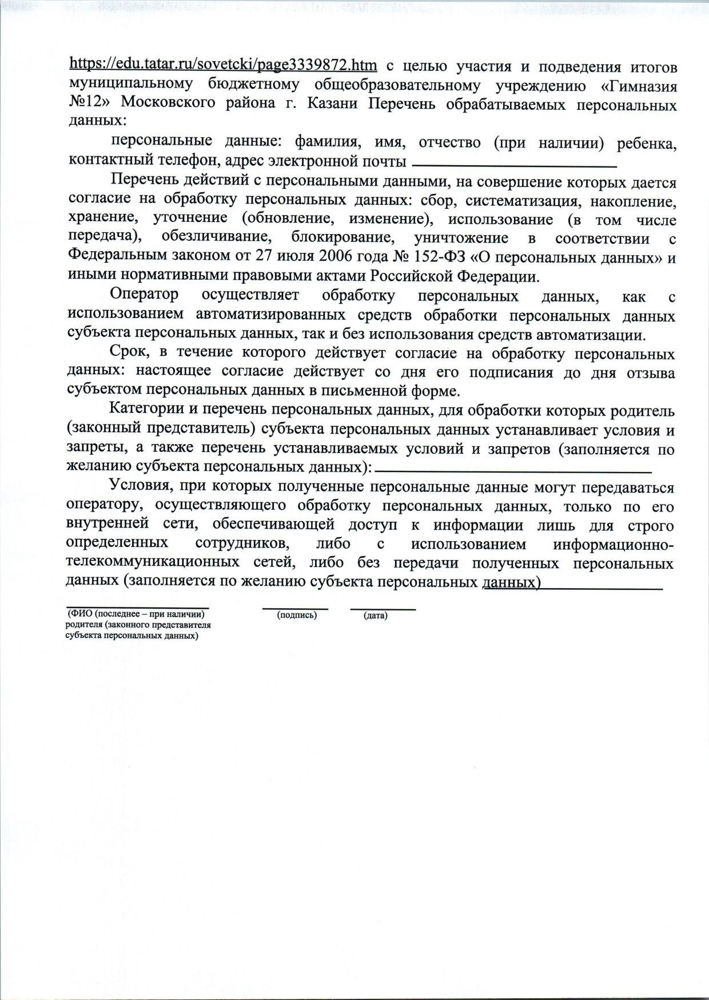 https://edu.tatar.ru/sovetcki/page3339872.htm с целью участия и подведения итогов
муниципальному бюджетному общеобразовательному учреждению «Гимназия
№12» Московского района г. Казани Перечень обрабатываемых персональных
данных:
персональные данные: фамилия, имя, отчество (при наличии) ребенка,
контактный телефон, адрес электронной почты
Перечень действий с персональными данными, на совершение которых дается
согласие на обработку персональных данных: сбор, систематизация, накопление,
хранение, уточнение (обновление, изменение), использование (в том числе
передача), обезличивание, блокирование, уничтожение в соответствии с
Федеральным законом от 27 июля 2006 года № 152-ФЗ «О персональных данных» и
иными нормативными правовыми актами Российской Федерации.
Оператор осуществляет обработку персональных данных, как с
использованием автоматизированных средств обработки персональных данных
субъекта персональных данных, так и без использования средств автоматизации.
Срок, в течение которого действует согласие на обработку персональных
данных: настоящее согласие действует со дня его подписания до дня отзыва
субъектом персональных данных в письменной форме.
Категории и перечень персональных данных, для обработки которых родитель
(законный представитель) субъекта персональных данных устанавливает условия и
запреты, а также перечень устанавливаемых условий и запретов (заполняется по
желанию субъекта персональных данных):
Условия, при которых полученные персональные данные могут передаваться
оператору, осуществляющего обработку персональных данных, только по его
внутренней сети, обеспечивающей доступ к информации лишь для строго
определенных сотрудников, либо с использованием информационно-
телекоммуникационных сетей, либо без передачи полученных персональных
данных (заполняется по желанию субъекта персональных данных)
(ФИО (последнее – при наличии) (подпись) (дата)
родителя (законного представителя
субъекта персональных данных)